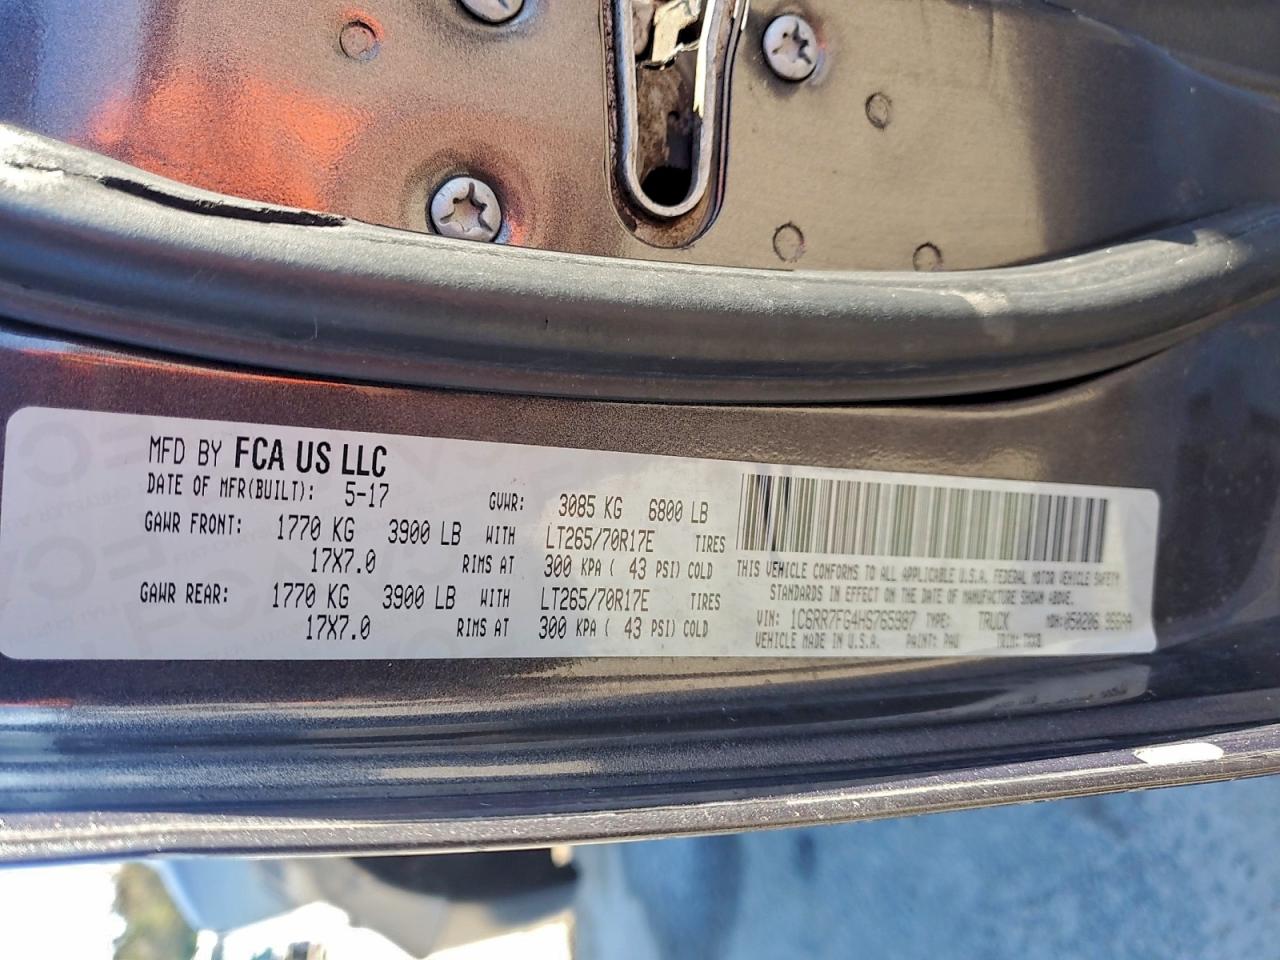 MFD BY FCA US LLC
DATE OF MFR(BUILT): 5-17 GVWR: 3085 KG 6800 LB
GAWR FRONT: 1770 KG 3900 LB WITH LT265/70R17E TIRES
17X7.0 RIMS AT 300 KPA ( 43 PSI) COLD
GAWR REAR: 1770 KG 3900 LB WITH LT265/70R17E TIRES
17X7.0 RIMS AT 300 KPA ( 43 PSI) COLD
THIS VEHICLE CONFORMS TO ALL APPLICABLE U.S.A. FEDERAL MOTOR VEHICLE SAFETY
STANDARDS IN EFFECT ON THE DATE OF MANUFACTURE SHOWN ABOVE.
VIN: 1C6RR7FG4HS765987 TYPE: TRUCK MDH:
VEHICLE MADE IN U.S.A. PAINT: PAU TRIM: